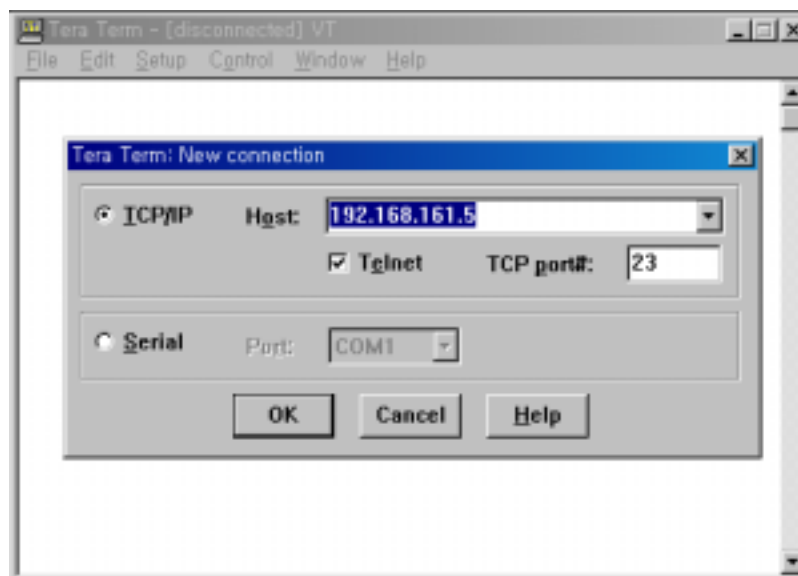 Tera Term - [disconnected] VT
File Edit Setup Control Window Help
Tera Term: New connection
TCP/IP Host: 192.168.161.5
Telnet TCP port#: 23
Serial Port: COM1
OK Cancel Help